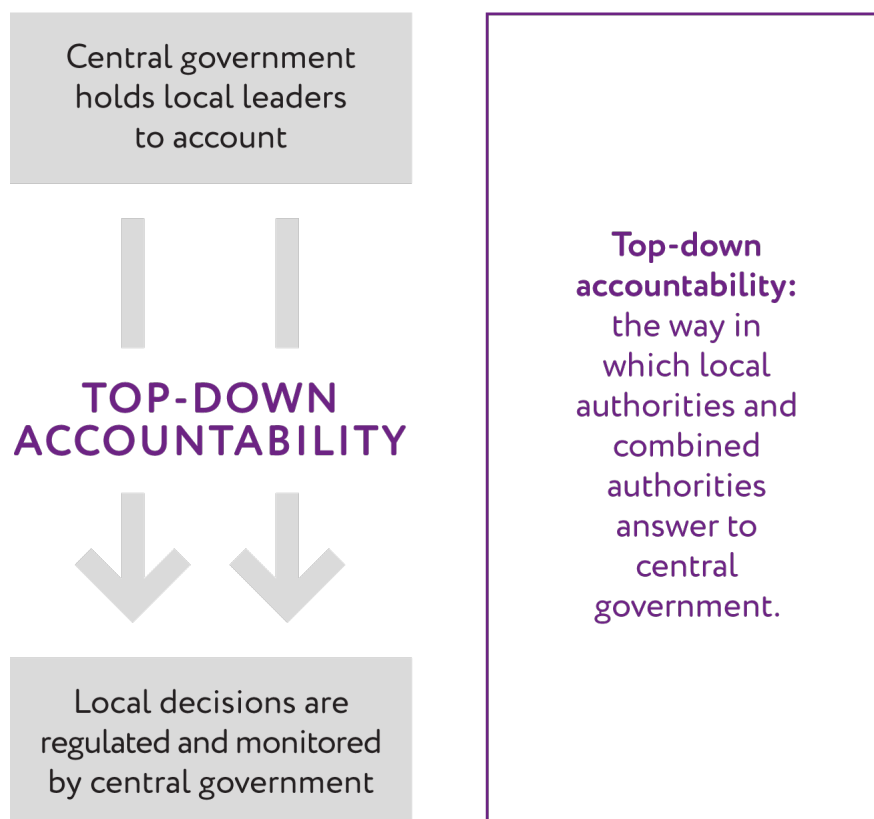 Central government
holds local leaders
to account
TOP-DOWN
ACCOUNTABILITY
Local decisions are
regulated and monitored
by central government
Top-down
accountability:
the way in
which local
authorities and
combined
authorities
answer to
central
government.